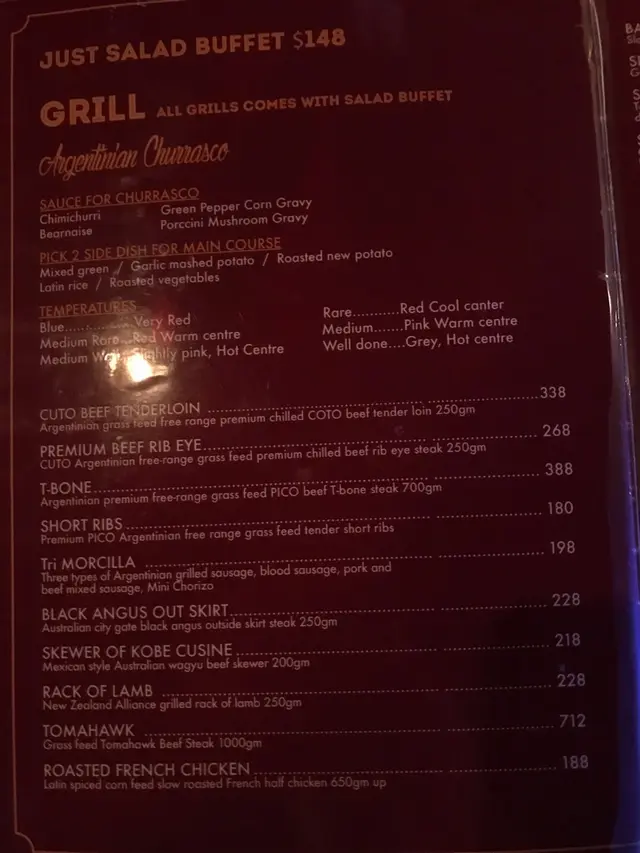 JUST SALAD BUFFET $148
GRILL ALL GRILLS COMES WITH SALAD BUFFET
Argentinian Churrasco
SAUCE FOR CHURRASCO
Chimichurri Green Pepper Corn Gravy
Bearnaise Porccini Mushroom Gravy
PICK 2 SIDE DISH FOR MAIN COURSE
Mixed green / Garlic mashed potato / Roasted new potato
Latin rice / Roasted vegetables
TEMPERATURES
Blue............Very Red Rare...........Red Cool canter
Medium Rare...Red Warm centre Medium.......Pink Warm centre
Medium Well Slightly pink, Hot Centre Well done....Grey, Hot centre
CUTO BEEF TENDERLOIN ........ 338
Argentinian grass feed free range premium chilled COTO beef tender loin 250gm
PREMIUM BEEF RIB EYE........ 268
CUTO Argentinian free-range grass feed premium chilled beef rib eye steak 250gm
T-BONE........ 388
Argentinian premium free-range grass feed PICO beef T-bone steak 700gm
SHORT RIBS ........ 180
Premium PICO Argentinian free range grass feed tender short ribs
Tri MORCILLA ........ 198
Three types of Argentinian grilled sausage, blood sausage, pork and
beef mixed sausage, Mini Chorizo
BLACK ANGUS OUT SKIRT........ 228
Australian city gate black angus outside skirt steak 250gm
SKEWER OF KOBE CUSINE ........ 218
Mexican style Australian wagyu beef skewer 200gm
RACK OF LAMB ........ 228
New Zealand Alliance grilled rack of lamb 250gm
TOMAHAWK ........ 712
Grass feed Tomahawk Beef Steak 1000gm
ROASTED FRENCH CHICKEN ........ 188
Latin spiced corn feed slow roasted French half chicken 650gm up